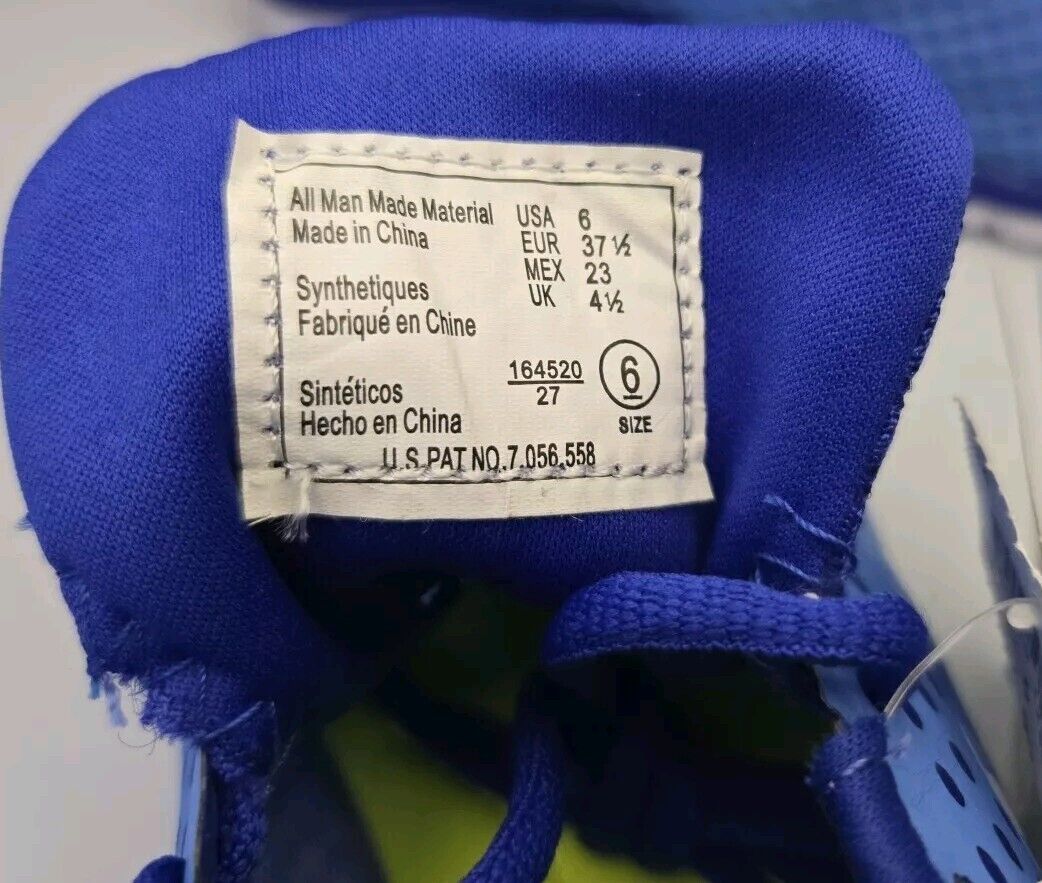 All Man Made Material
Made in China
Synthetiques
Fabriqué en Chine
Sintéticos
Hecho en China
USA 6
EUR 37 ½
MEX 23
UK 4½
164520
27
6
SIZE
U.S.PAT NO.7.056.558